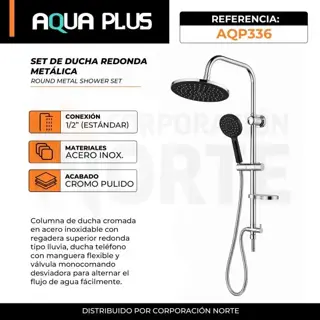 AQUA PLUS
REFERENCIA:
AQP336
SET DE DUCHA REDONDA
METÁLICA
ROUND METAL SHOWER SET
CONEXIÓN
1/2” (ESTÁNDAR)
MATERIALES
ACERO INOX.
ACABADO
CROMO PULIDO
CORPORACIÓN
NORTE
Columna de ducha cromada
en acero inoxidable con
regadera superior redonda
tipo lluvia, ducha teléfono
con manguera flexible y
válvula monocomando
desviadora para alternar el
flujo de agua fácilmente.
DISTRIBUIDO POR CORPORACIÓN NORTE